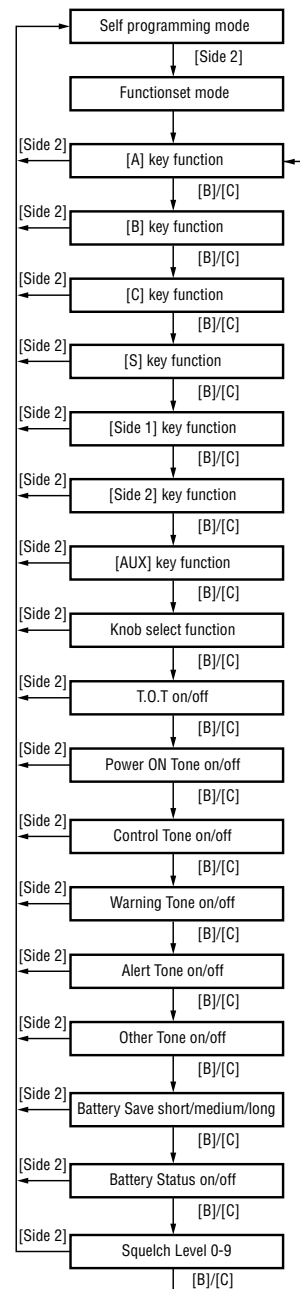 Self programming mode
[Side 2]
Functionset mode
[Side 2]
[A] key function
[B]/[C]
[Side 2]
[B] key function
[B]/[C]
[Side 2]
[C] key function
[B]/[C]
[Side 2]
[S] key function
[B]/[C]
[Side 2]
[Side 1] key function
[B]/[C]
[Side 2]
[Side 2] key function
[B]/[C]
[Side 2]
[AUX] key function
[B]/[C]
[Side 2]
Knob select function
[B]/[C]
[Side 2]
T.O.T on/off
[B]/[C]
[Side 2]
Power ON Tone on/off
[B]/[C]
[Side 2]
Control Tone on/off
[B]/[C]
[Side 2]
Warning Tone on/off
[B]/[C]
[Side 2]
Alert Tone on/off
[B]/[C]
[Side 2]
Other Tone on/off
[B]/[C]
[Side 2]
Battery Save short/medium/long
[B]/[C]
[Side 2]
Battery Status on/off
[B]/[C]
[Side 2]
Squelch Level 0-9
[B]/[C]